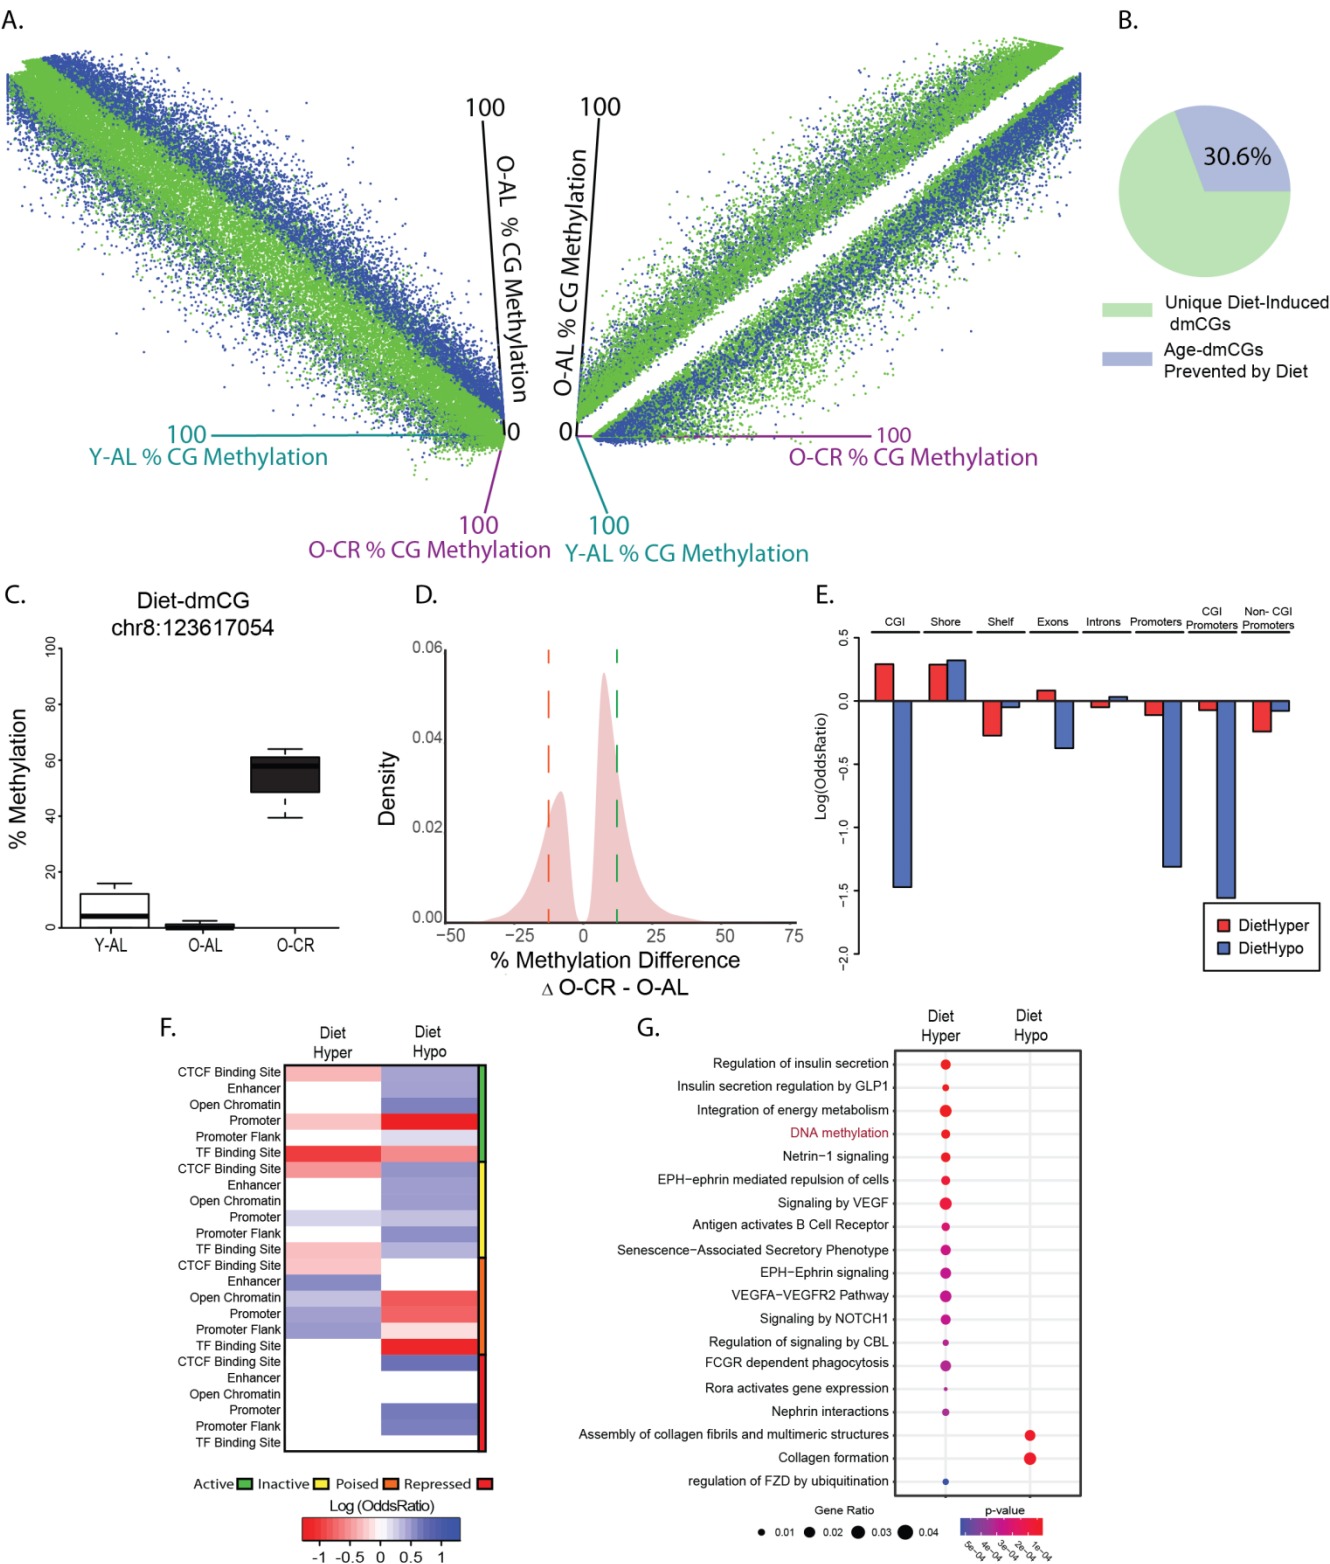 A.
B.
100
100
O-AL % CG Methylation
O-AL % CG Methylation
30.6%
Unique Diet-Induced
dmCGs
Age-dmCGs
Prevented by Diet
100
0
0
100
Y-AL % CG Methylation
O-CR % CG Methylation
100
100
O-CR % CG Methylation
Y-AL % CG Methylation
C.
Diet-dmCG
chr8:123617054
% Methylation
100
80
60
40
20
0
Y-AL
O-AL
O-CR
D.
Density
0.06
0.04
0.02
0.00
−50
−25
0
25
50
75
% Methylation Difference
Δ O-CR - O-AL
E.
CGI
Shore
Shelf
Exons
Introns
Promoters
CGI
Promoters
Non- CGI
Promoters
Log(OddsRatio)
0.5
0.0
−0.5
−1.0
−1.5
−2.0
DietHyper
DietHypo
F.
Diet
Hyper
Diet
Hypo
CTCF Binding Site
Enhancer
Open Chromatin
Promoter
Promoter Flank
TF Binding Site
CTCF Binding Site
Enhancer
Open Chromatin
Promoter
Promoter Flank
TF Binding Site
CTCF Binding Site
Enhancer
Open Chromatin
Promoter
Promoter Flank
TF Binding Site
CTCF Binding Site
Enhancer
Open Chromatin
Promoter
Promoter Flank
TF Binding Site
Active
Inactive
Poised
Repressed
Log (OddsRatio)
-1 -0.5 0 0.5 1
G.
Diet
Hyper
Diet
Hypo
Regulation of insulin secretion
Insulin secretion regulation by GLP1
Integration of energy metabolism
DNA methylation
Netrin−1 signaling
EPH−ephrin mediated repulsion of cells
Signaling by VEGF
Antigen activates B Cell Receptor
Senescence−Associated Secretory Phenotype
EPH−Ephrin signaling
VEGFA−VEGFR2 Pathway
Signaling by NOTCH1
Regulation of signaling by CBL
FCGR dependent phagocytosis
Rora activates gene expression
Nephrin interactions
Assembly of collagen fibrils and multimeric structures
Collagen formation
regulation of FZD by ubiquitination
Gene Ratio
0.01
0.02
0.03
0.04
p-value
5e−04
4e−04
3e−04
2e−04
1e−04